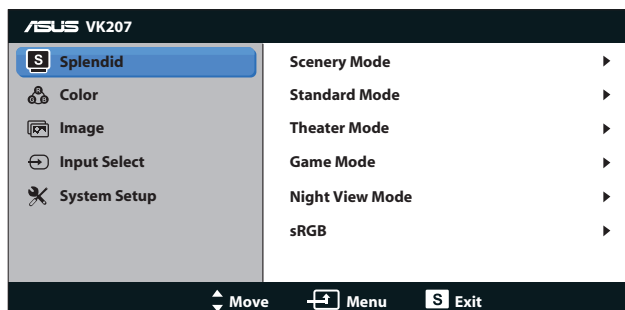 ASUS VK207
S Splendid
Color
Image
Input Select
System Setup
Scenery Mode
Standard Mode
Theater Mode
Game Mode
Night View Mode
sRGB
Move Menu S Exit